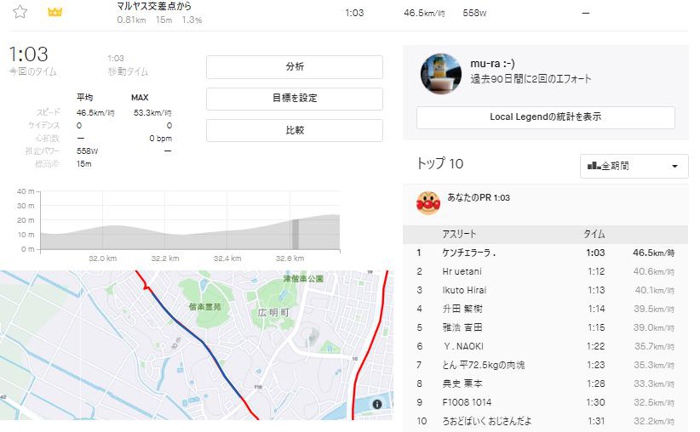 マルヤス交差点から
0.81km 15m 1.3%
1:03 46.5km/時 558W —
1:03
今回のタイム
1:03
移動タイム
平均 MAX
スピード 46.5km/時 53.3km/時
ケイデンス 0 0
心拍数 — 0 bpm
推定パワー 558W —
標高差 15m
分析
目標を設定
比較
40 m
30 m
20 m
10 m
0 m
32.0 km 32.2 km 32.4 km 32.6 km
津偕楽公園
偕楽霊苑
広明町
10 m
mu-ra :-)
過去90日間に2回のエフォート
Local Legendの統計を表示
トップ 10
全期間
あなたのPR 1:03
アスリート タイム
1 ケンチェラーラ . 1:03 46.5km/時
2 Hr uetani 1:12 40.6km/時
3 Ikuto Hirai 1:13 40.1km/時
4 升田 繁樹 1:14 39.5km/時
5 雅浩 吉田 1:15 39.0km/時
6 Y. NAOKI 1:22 35.7km/時
7 とん 平72.5kgの肉塊 1:23 35.3km/時
8 典史 栗本 1:28 33.3km/時
9 F1008 1014 1:30 32.5km/時
10 ろおどばいく おじさんだよ 1:31 32.2km/時